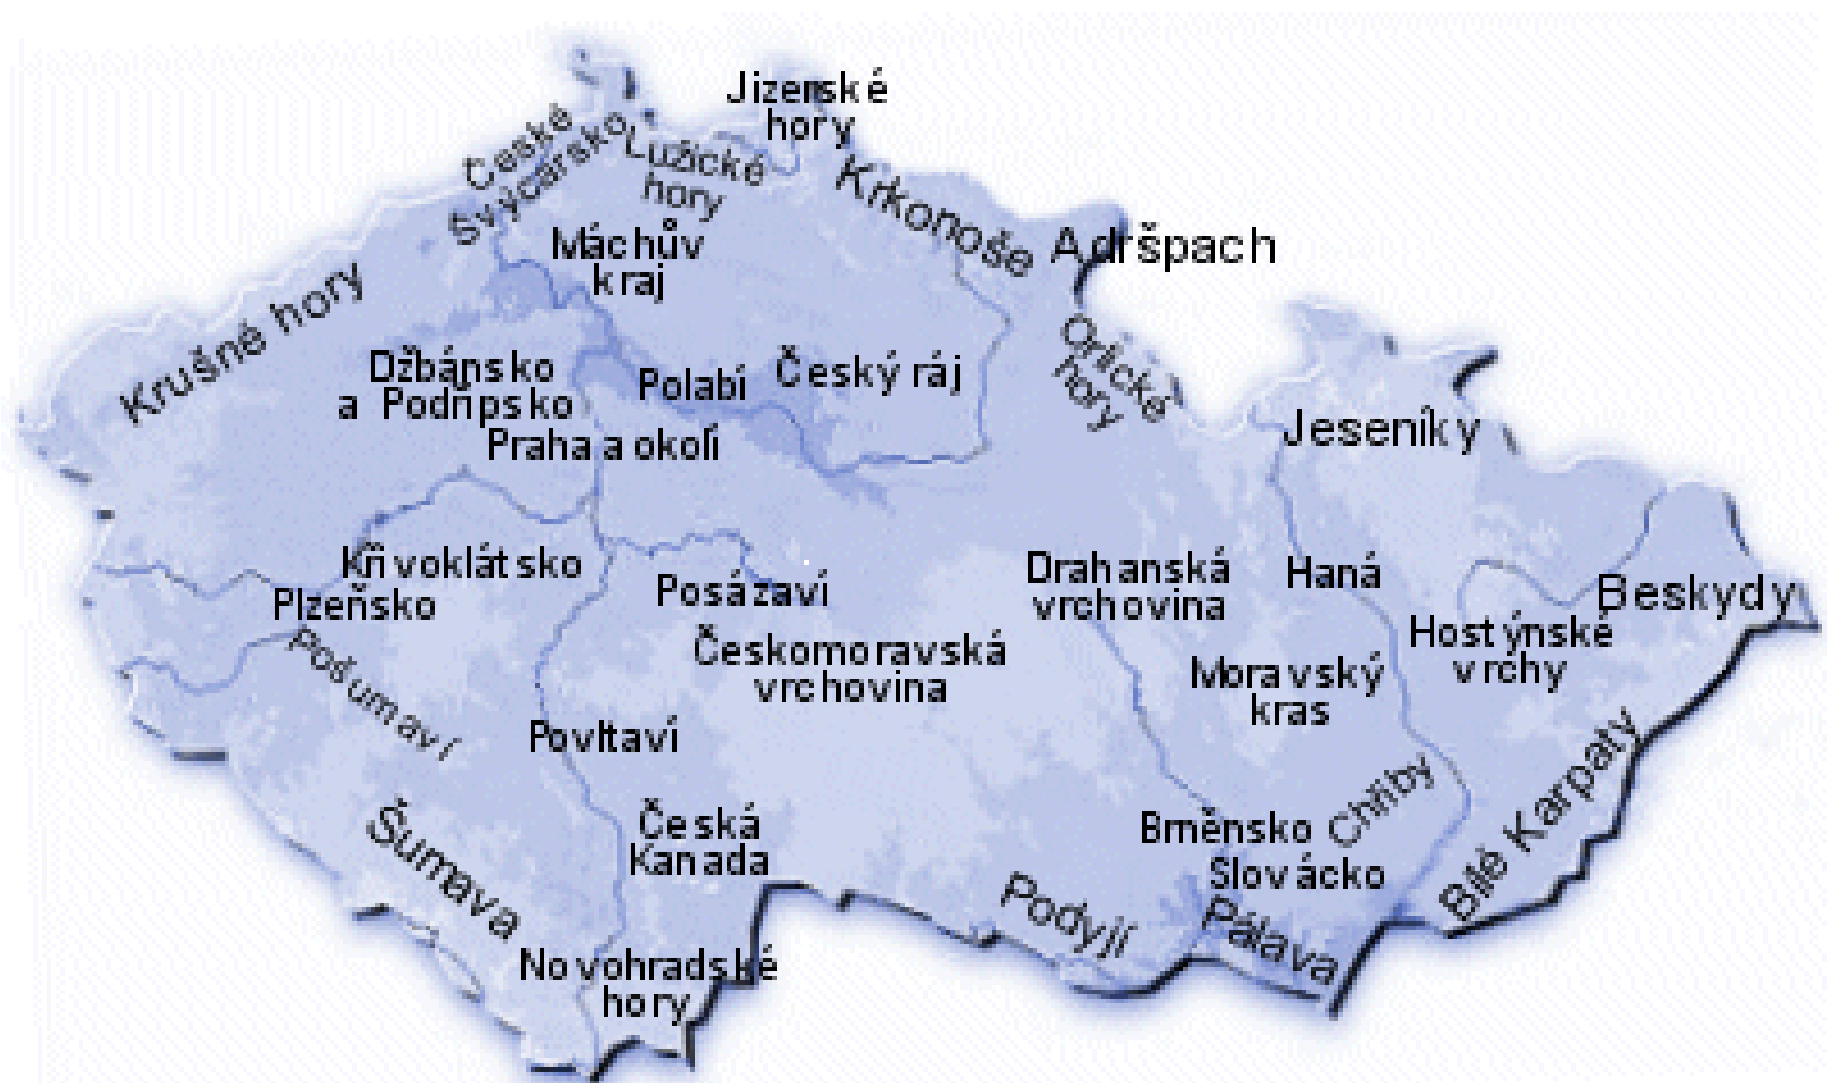 Jizerské
hory
České
Švýcarsko
Lužické
hory
Krkonoše
Máchův
kraj
Adršpach
Krušné hory
Orlické
hory
Džbánsko
a Podřipsko
Polabí
Český ráj
Praha a okolí
Jeseníky
Křivoklátsko
Plzeňsko
Posázaví
Drahanská
vrchovina
Haná
Beskydy
Hostýnské
vrchy
Pošumaví
Českomoravská
vrchovina
Moravský
kras
Povltaví
Šumava
Česká
Kanada
Brněnsko
Chřiby
Bílé Karpaty
Slovácko
Podyjí
Pálava
Novohradské
hory